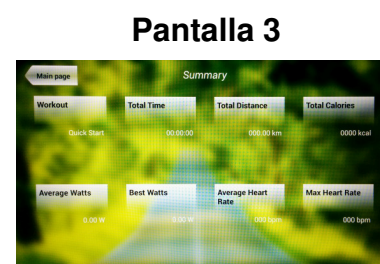 Pantalla 3
Main page
Summary
Workout
Total Time
Total Distance
Total Calories
Quick Start
00:00:00
000.00 km
0000 kcal
Average Watts
Best Watts
Average Heart
Rate
Max Heart Rate
0.00 W
0.00 W
000 bpm
000 bpm